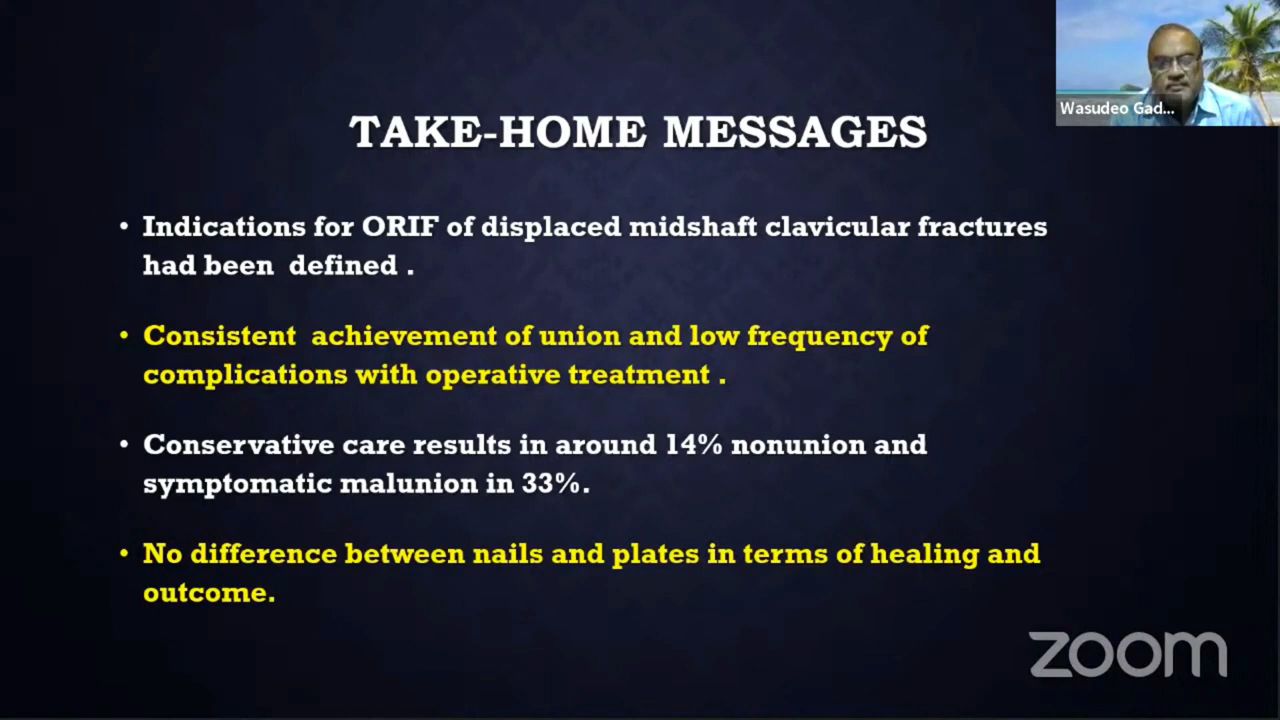 Wasudeo Gad...
TAKE-HOME MESSAGES
• Indications for ORIF of displaced midshaft clavicular fractures
had been  defined .
• Consistent  achievement of union and low frequency of
complications with operative treatment .
• Conservative care results in around 14% nonunion and
symptomatic malunion in 33%.
• No difference between nails and plates in terms of healing and
outcome.
zoom